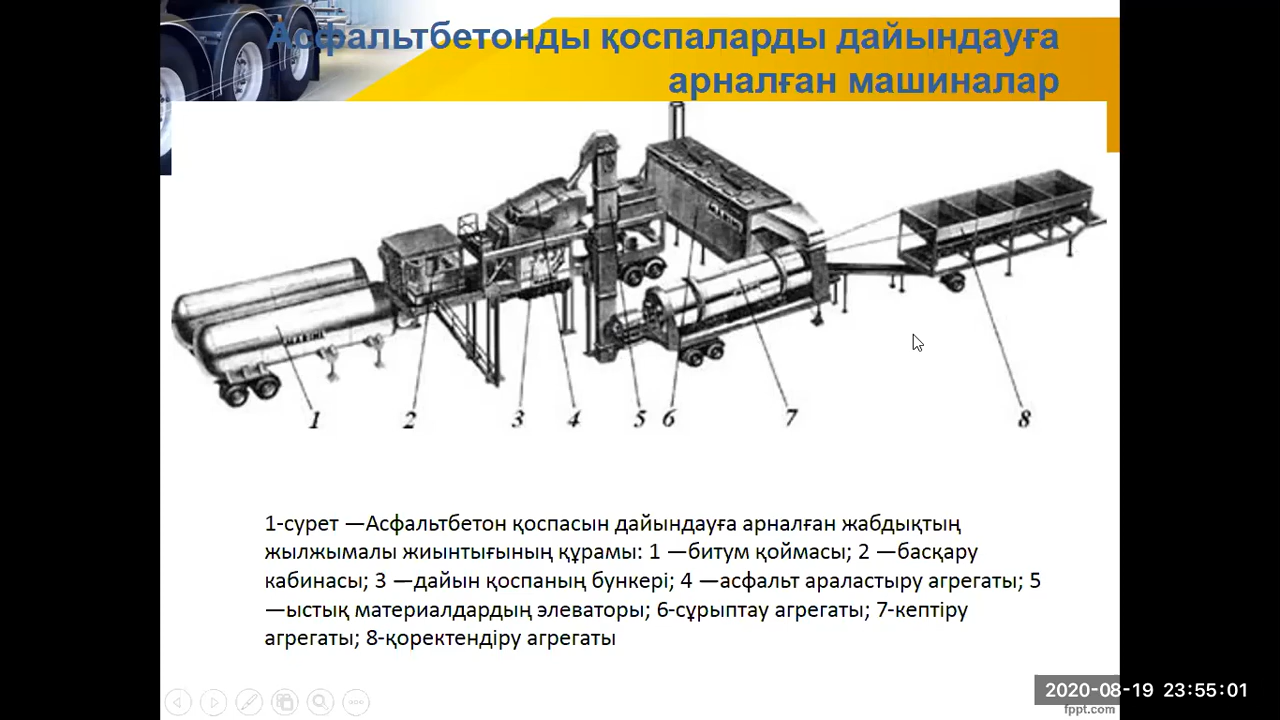 Асфальтбетонды қоспаларды дайындауға
арналған машиналар
1 2 3 4 5 6 7 8
1-сурет —Асфальтбетон қоспасын дайындауға арналған жабдықтың
жылжымалы жиынтығының құрамы: 1 —битум қоймасы; 2 —басқару
кабинасы; 3 —дайын қоспаның бункері; 4 —асфальт араластыру агрегаты; 5
—ыстық материалдардың элеваторы; 6-сұрыптау агрегаты; 7-кептіру
агрегаты; 8-қоректендіру агрегаты
2020-08-19 23:55:01
fppt.com